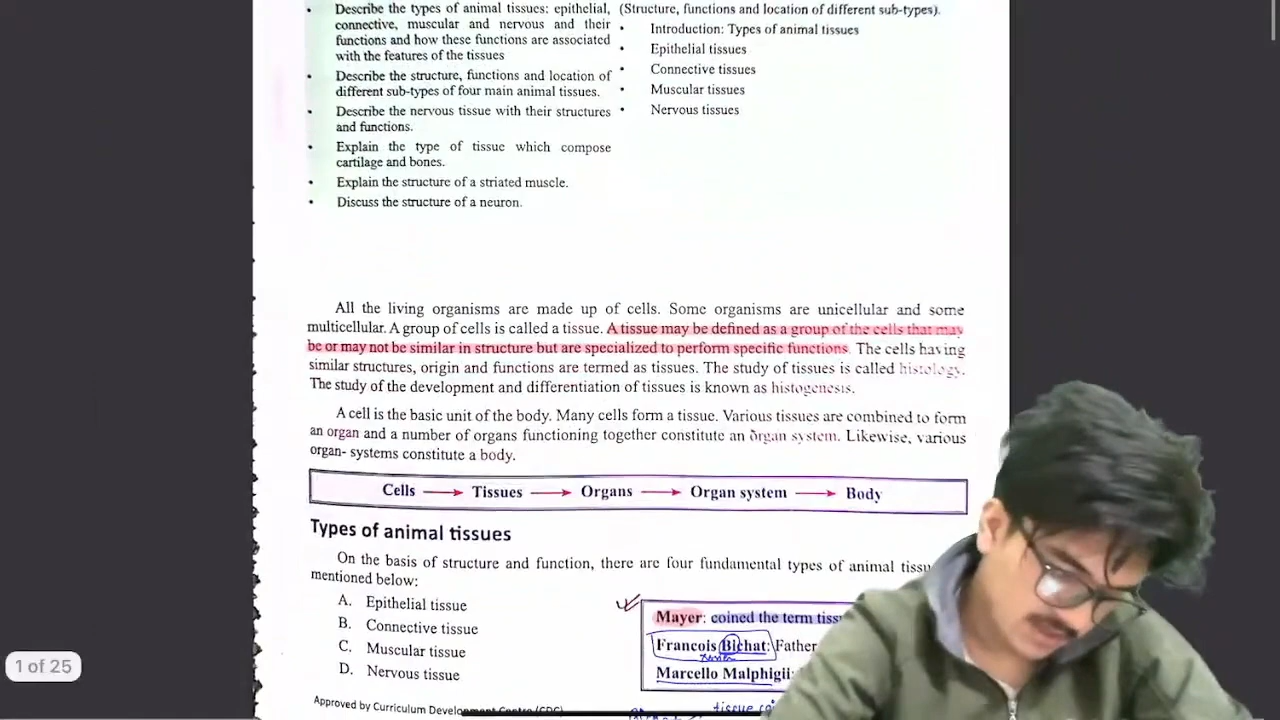 Describe the types of animal tissues: epithelial,
connective, muscular and nervous and their
functions and how these functions are associated
with the features of the tissues
Describe the structure, functions and location of
different sub-types of four main animal tissues.
Describe the nervous tissue with their structures
and functions.
Explain the type of tissue which compose
cartilage and bones.
Explain the structure of a striated muscle.
Discuss the structure of a neuron.
(Structure, functions and location of different sub-types).
Introduction: Types of animal tissues
Epithelial tissues
Connective tissues
Muscular tissues
Nervous tissues
All the living organisms are made up of cells. Some organisms are unicellular and some
multicellular. A group of cells is called a tissue. A tissue may be defined as a group of the cells that may
be or may not be similar in structure but are specialized to perform specific functions. The cells having
similar structures, origin and functions are termed as tissues. The study of tissues is called histology.
The study of the development and differentiation of tissues is known as histogenesis.
A cell is the basic unit of the body. Many cells form a tissue. Various tissues are combined to form
an organ and a number of organs functioning together constitute an organ system. Likewise, various
organ- systems constitute a body.
Cells → Tissues → Organs → Organ system → Body
Types of animal tissues
On the basis of structure and function, there are four fundamental types of animal
mentioned below:
A. Epithelial tissue
B. Connective tissue
C. Muscular tissue
D. Nervous tissue
Mayer: coined the term
Francois Bichat: Father
Marcello Malphigii:
tissue
Approved by Curriculum Development Centre (CDC)
1 of 25